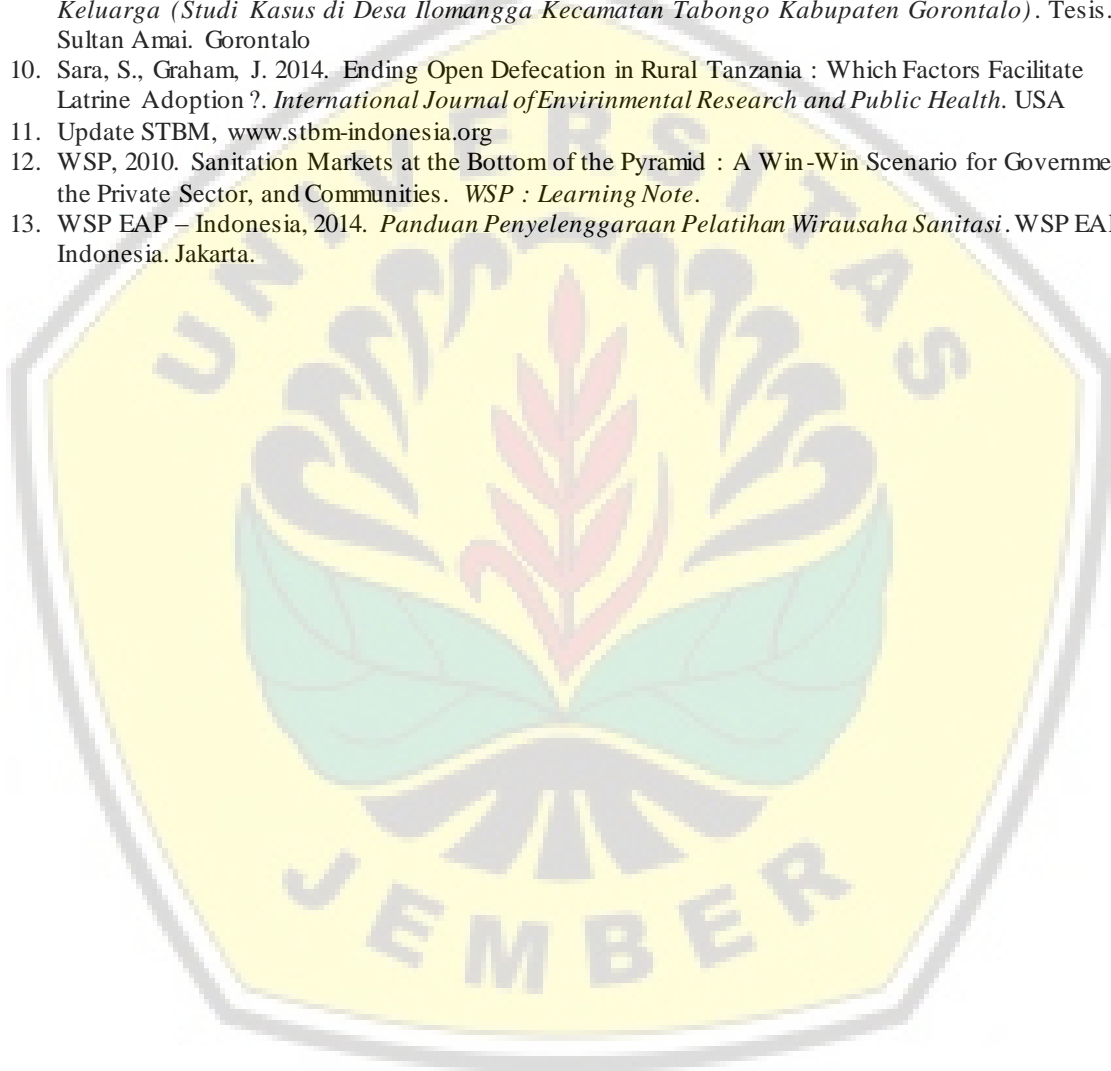 Keluarga (Studi Kasus di Desa Ilomangga Kecamatan Tabongo Kabupaten Gorontalo). Tesis.
Sultan Amai. Gorontalo
10. Sara, S., Graham, J. 2014. Ending Open Defecation in Rural Tanzania : Which Factors Facilitate
Latrine Adoption ?. International Journal of Envirinmental Research and Public Health. USA
11. Update STBM, www.stbm-indonesia.org
12. WSP, 2010. Sanitation Markets at the Bottom of the Pyramid : A Win-Win Scenario for Governme
the Private Sector, and Communities. WSP : Learning Note.
13. WSP EAP – Indonesia, 2014. Panduan Penyelenggaraan Pelatihan Wirausaha Sanitasi. WSP EA
Indonesia. Jakarta.
UNIVERSITAS
JEMBER